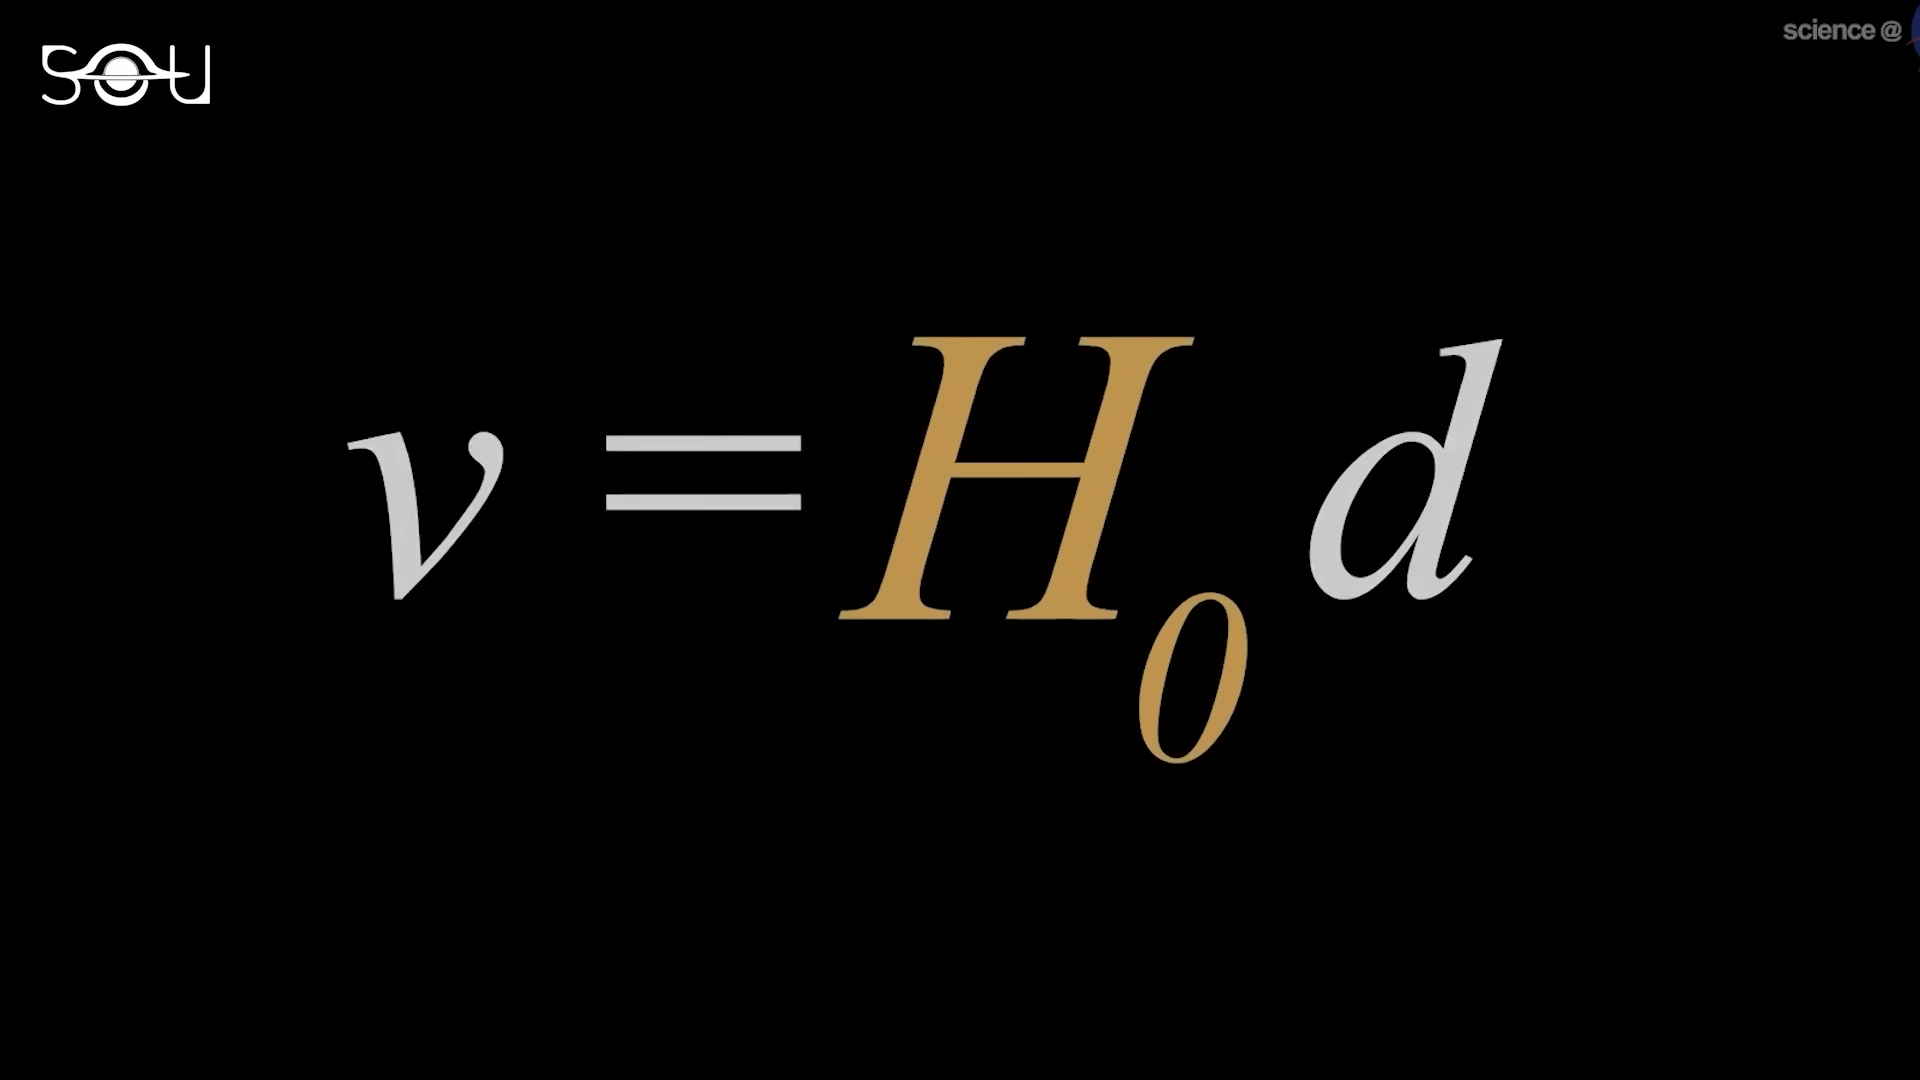 SOU
science @
v = H₀ d